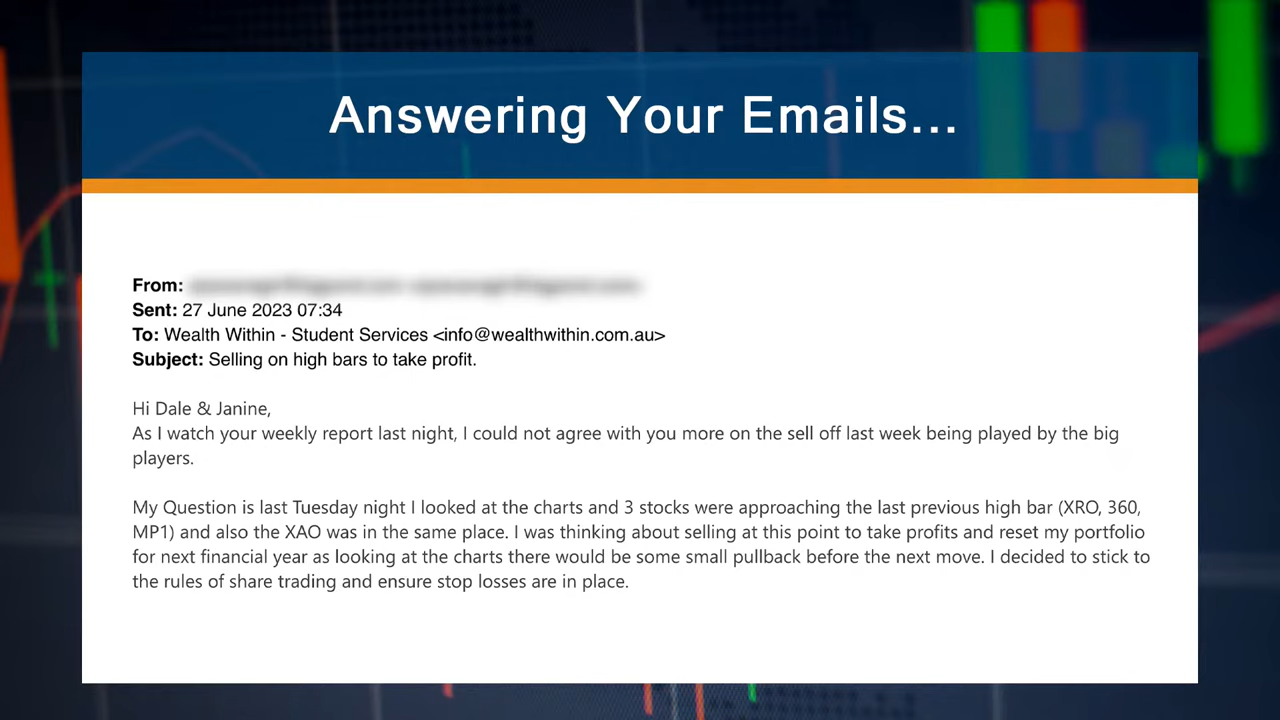 Answering Your Emails...
From:
Sent: 27 June 2023 07:34
To: Wealth Within - Student Services <info@wealthwithin.com.au>
Subject: Selling on high bars to take profit.
Hi Dale & Janine,
As I watch your weekly report last night, I could not agree with you more on the sell off last week being played by the big
players.
My Question is last Tuesday night I looked at the charts and 3 stocks were approaching the last previous high bar (XRO, 360,
MP1) and also the XAO was in the same place. I was thinking about selling at this point to take profits and reset my portfolio
for next financial year as looking at the charts there would be some small pullback before the next move. I decided to stick to
the rules of share trading and ensure stop losses are in place.